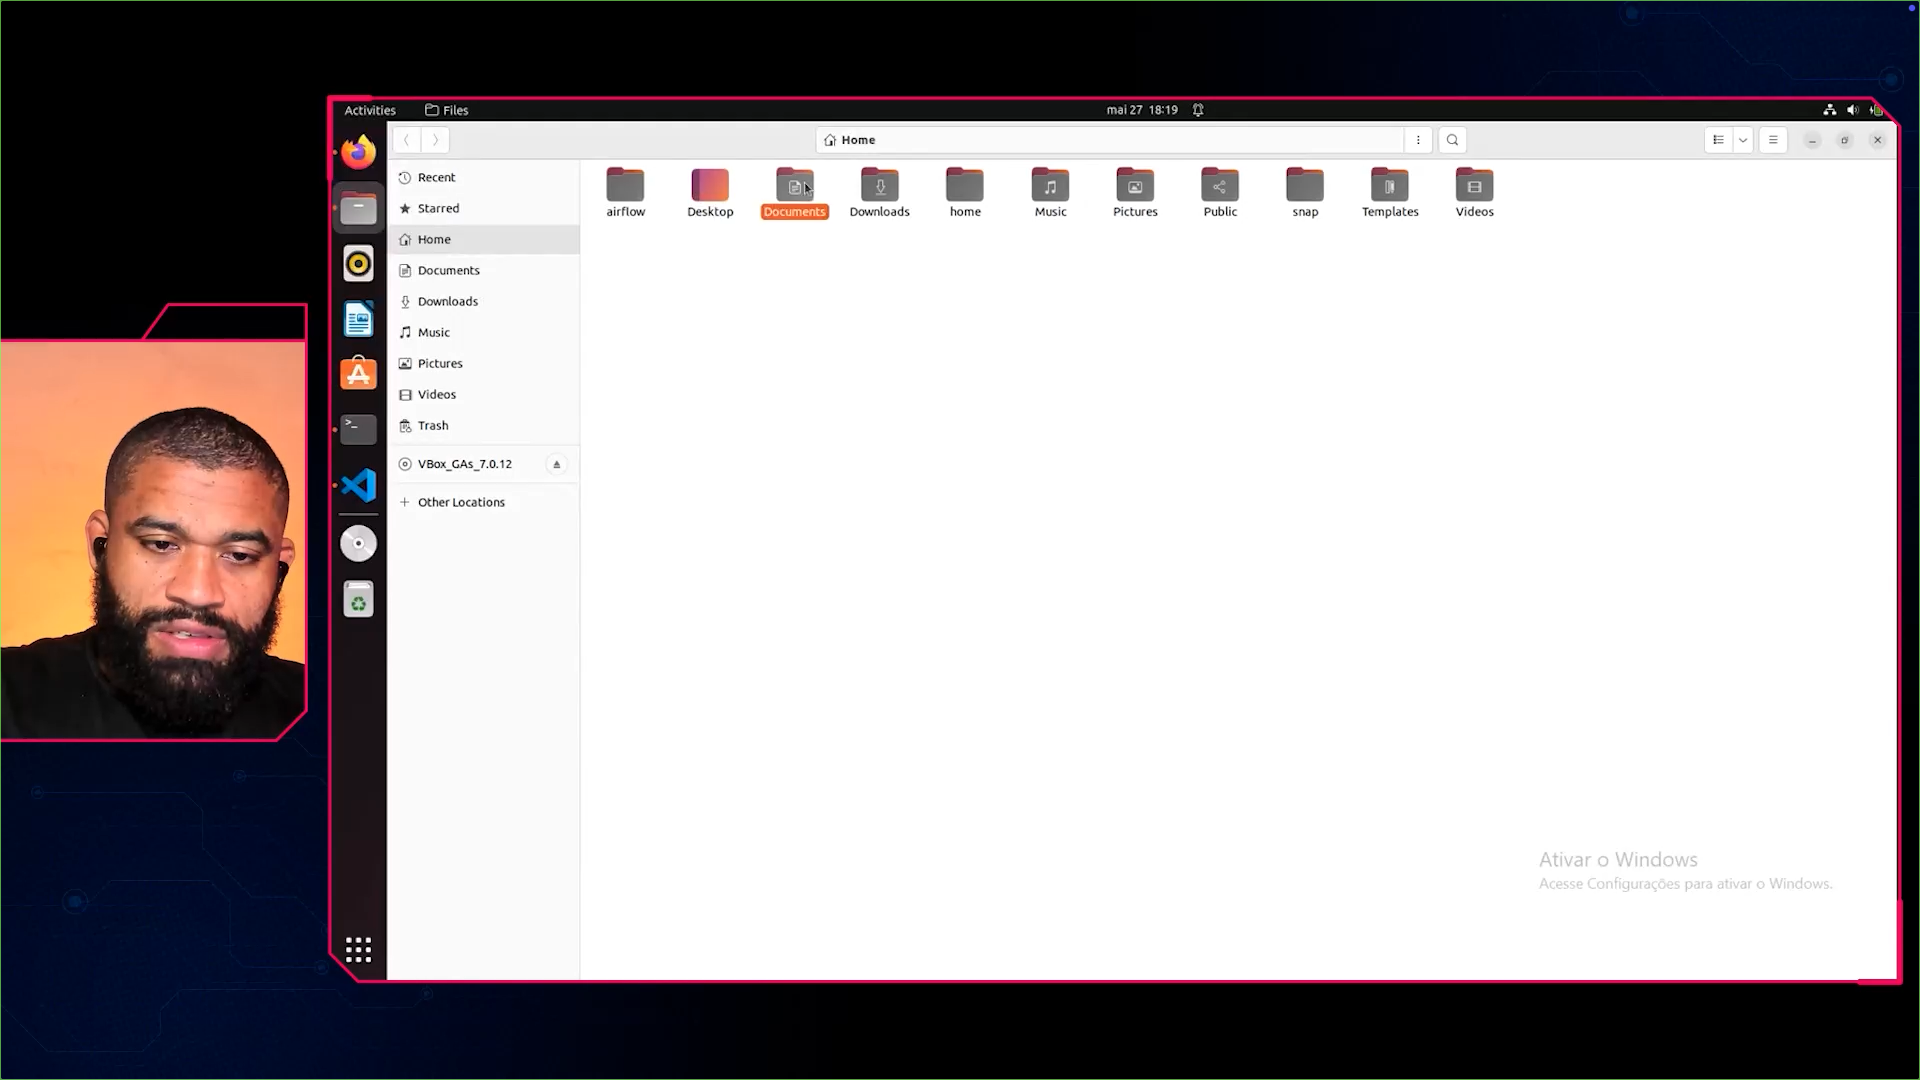 Activities Files mai 27 18:19
Home
Recent
Starred
Home
Documents
Downloads
Music
Pictures
Videos
Trash
VBox_GAs_7.0.12
Other Locations
airflow Desktop Documents Downloads home Music Pictures Public snap Templates Videos
Ativar o Windows
Acesse Configurações para ativar o Windows.